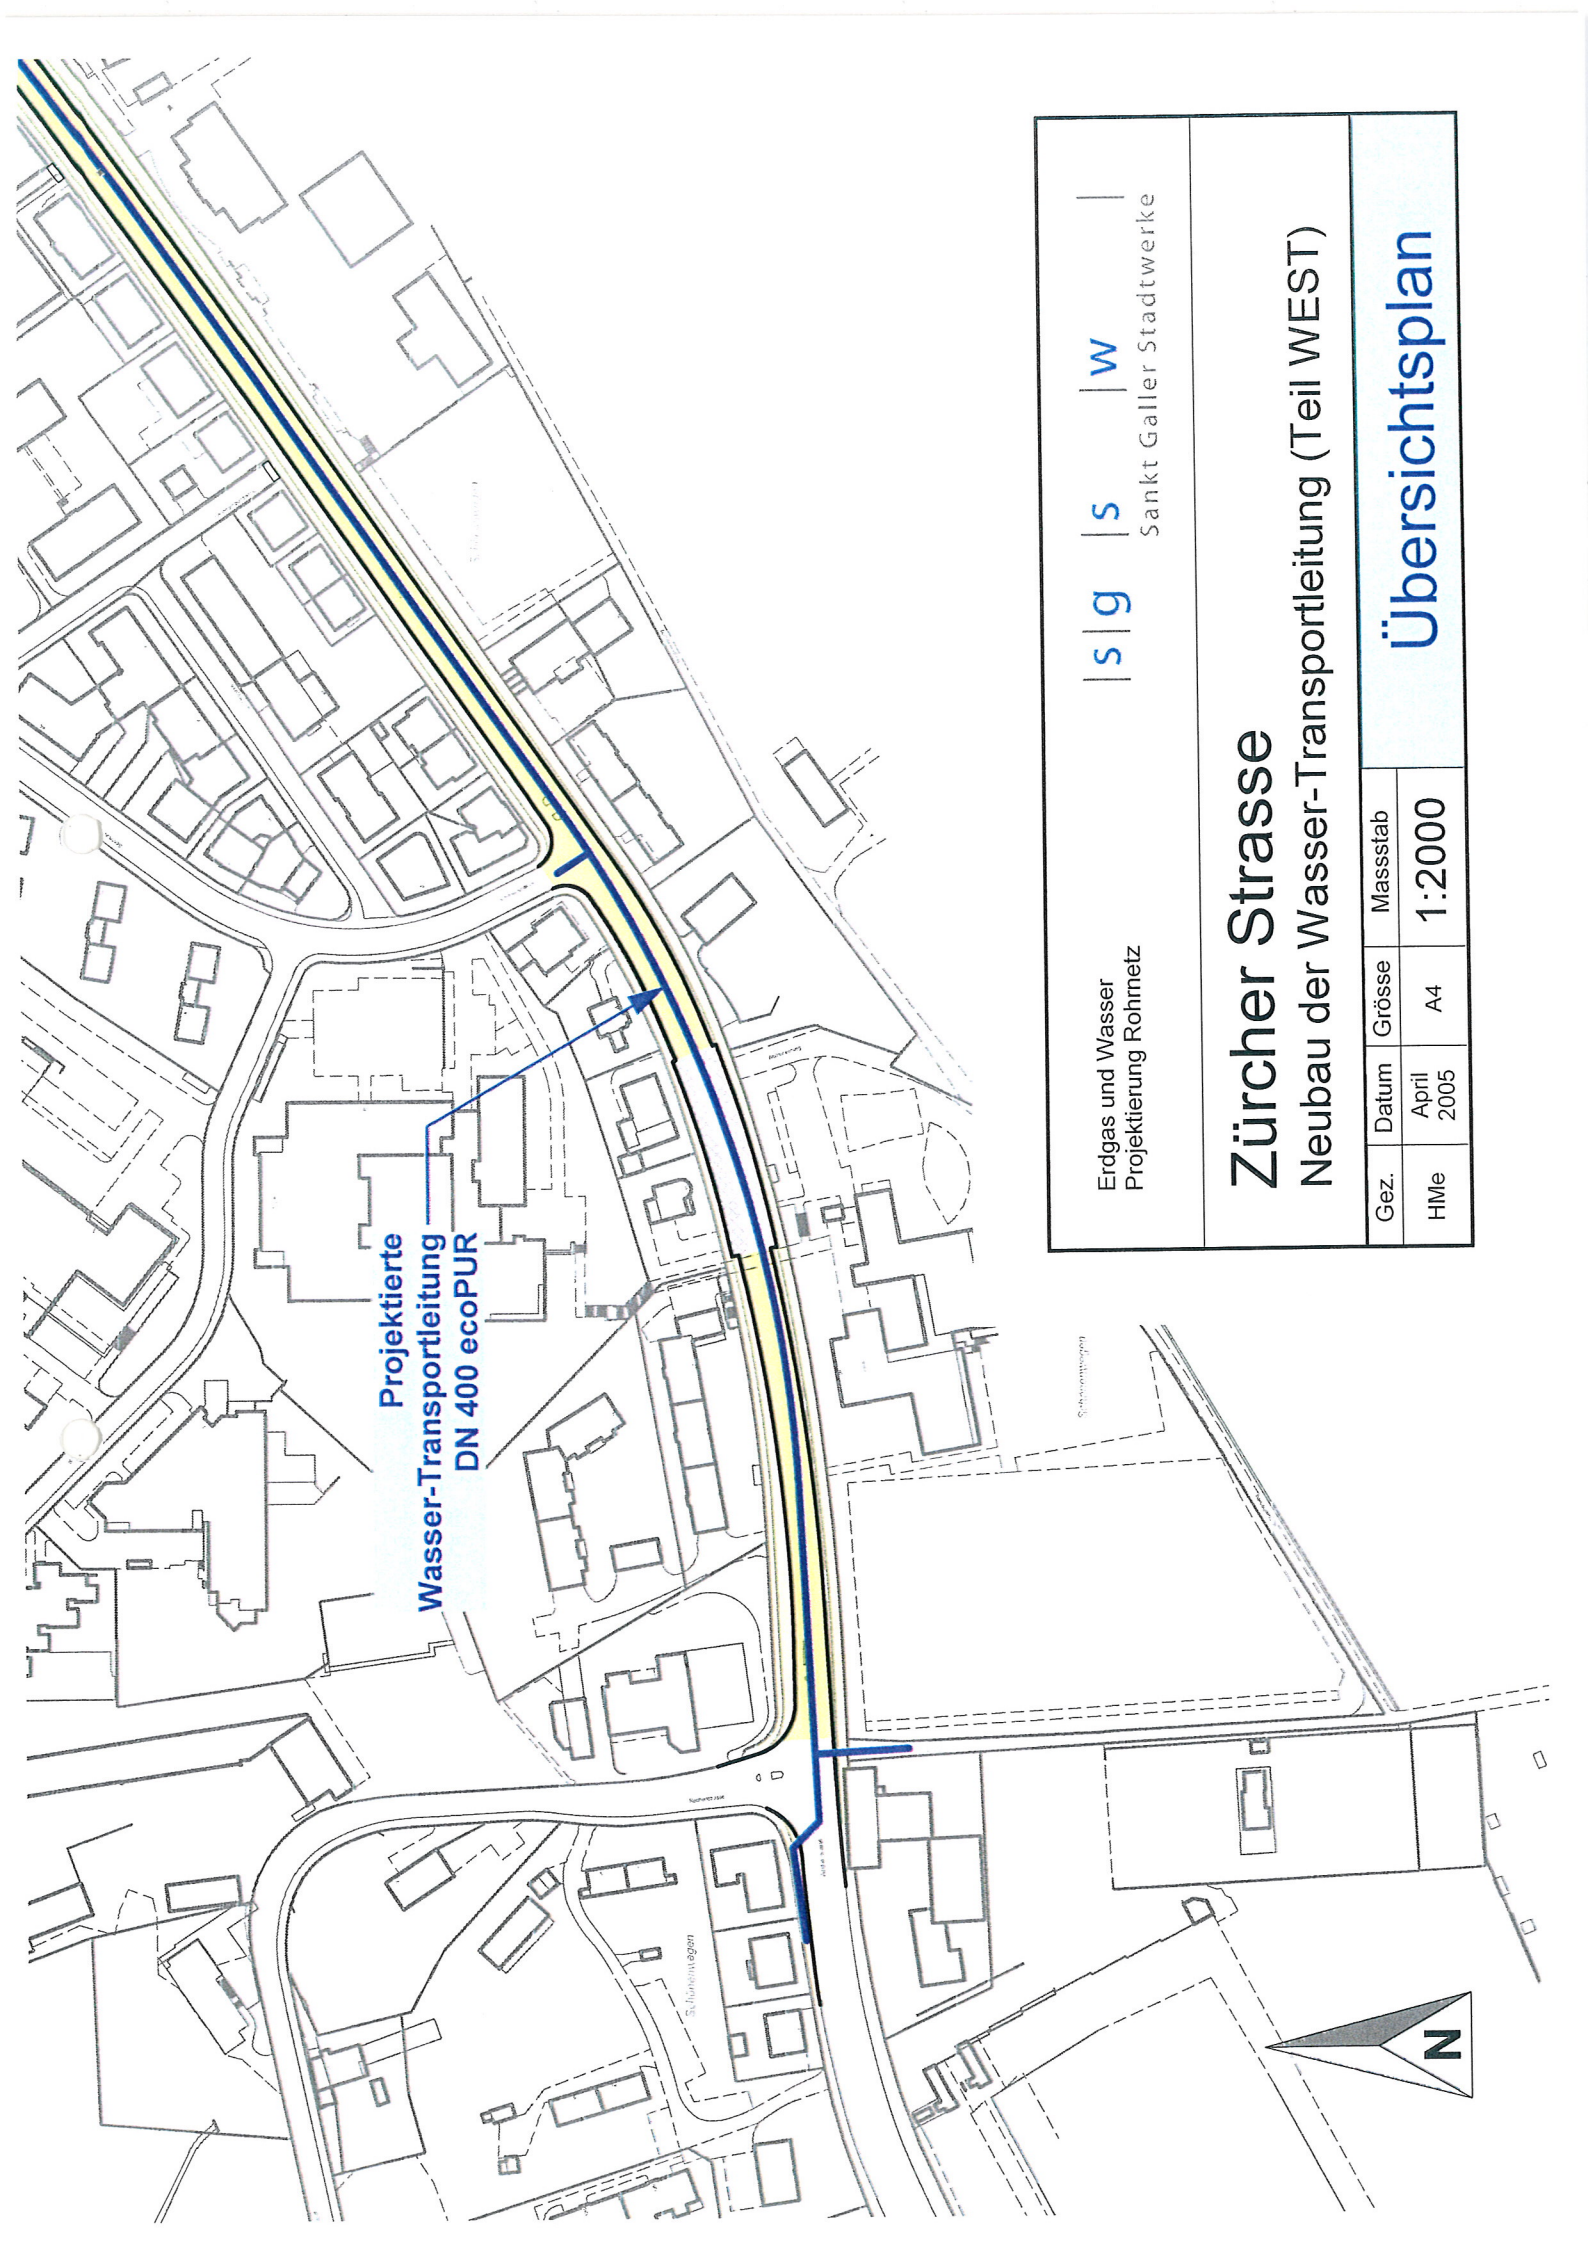 Projektierte
Wasser-Transportleitung
DN 400 ecoPUR
Schönenwegen
Schönenwegen
|s|g |s |w |
Sankt Galler Stadtwerke
Erdgas und Wasser
Projektierung Rohrnetz
Zürcher Strasse
Neubau der Wasser-Transportleitung (Teil WEST)
Gez. Datum Grösse Massstab
HMe April 2005 A4 1:2000
Übersichtsplan
N